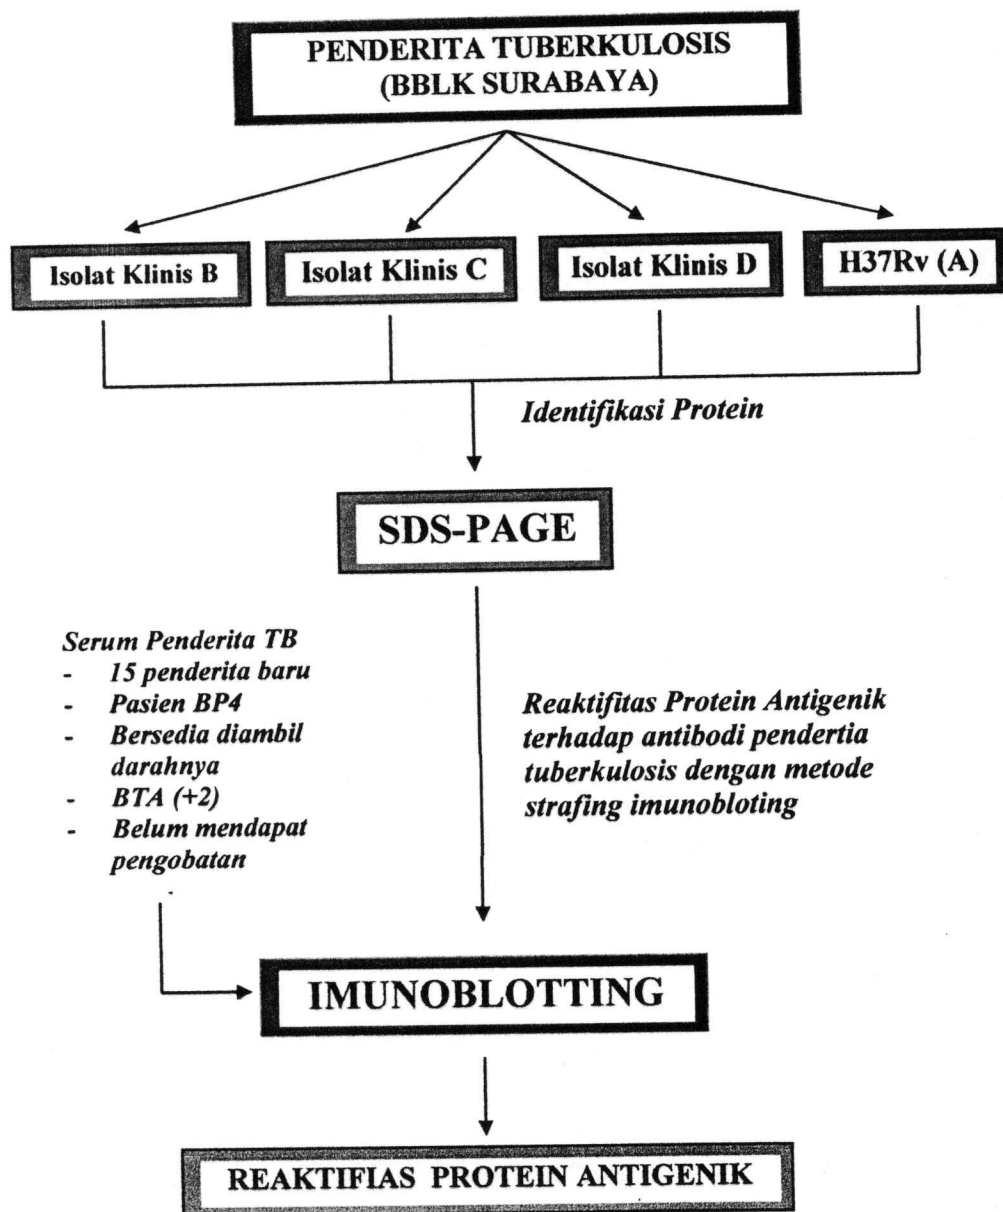 PENDERITA TUBERKULOSIS
(BBLK SURABAYA)
Isolat Klinis B
Isolat Klinis C
Isolat Klinis D
H37Rv (A)
Identifikasi Protein
SDS-PAGE
Serum Penderita TB
- 15 penderita baru
- Pasien BP4
- Bersedia diambil
darahnya
- BTA (+2)
- Belum mendapat
pengobatan
Reaktifitas Protein Antigenik
terhadap antibodi pendertia
tuberkulosis dengan metode
strafing imunobloting
IMUNOBLOTTING
REAKTIFIAS PROTEIN ANTIGENIK